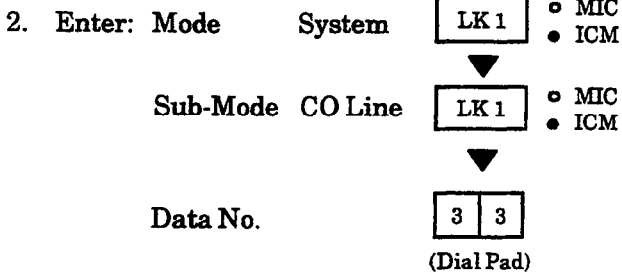 2. Enter: Mode System LK 1 MIC
ICM
Sub-Mode CO Line LK 1 MIC
ICM
Data No. 3 3
(Dial Pad)